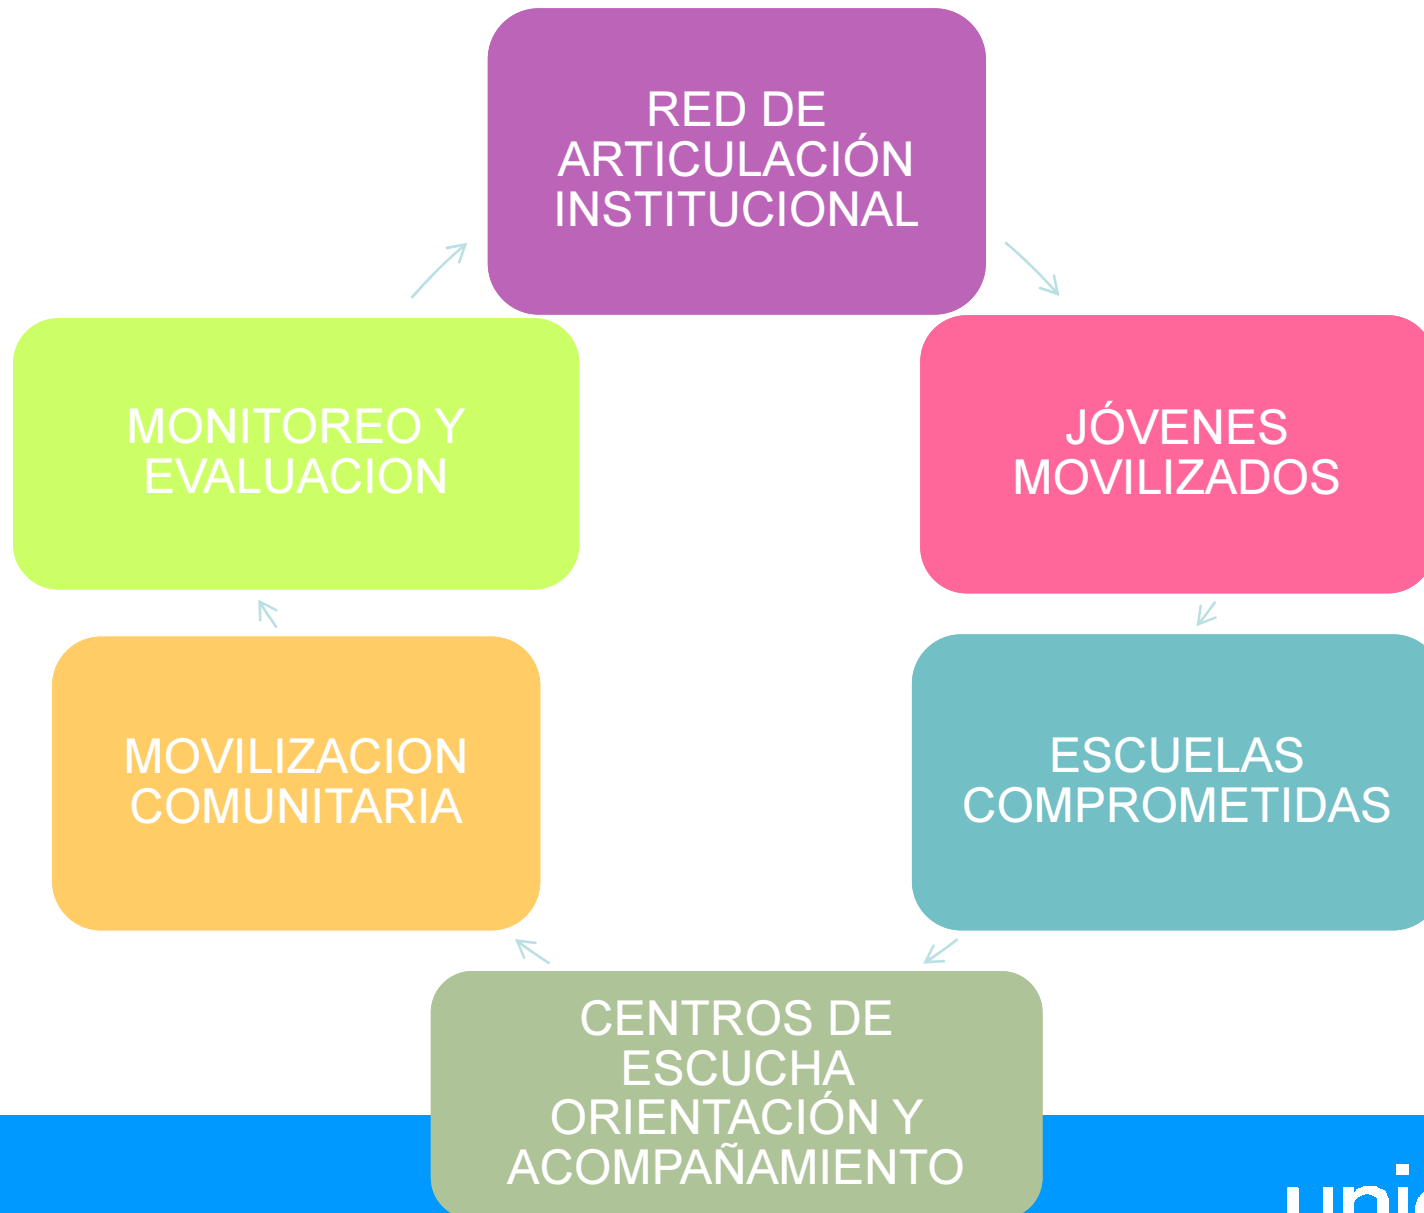 RED DE
ARTICULACIÓN
INSTITUCIONAL
MONITOREO Y
EVALUACION
JÓVENES
MOVILIZADOS
MOVILIZACION
COMUNITARIA
ESCUELAS
COMPROMETIDAS
CENTROS DE
ESCUCHA
ORIENTACIÓN Y
ACOMPAÑAMIENTO